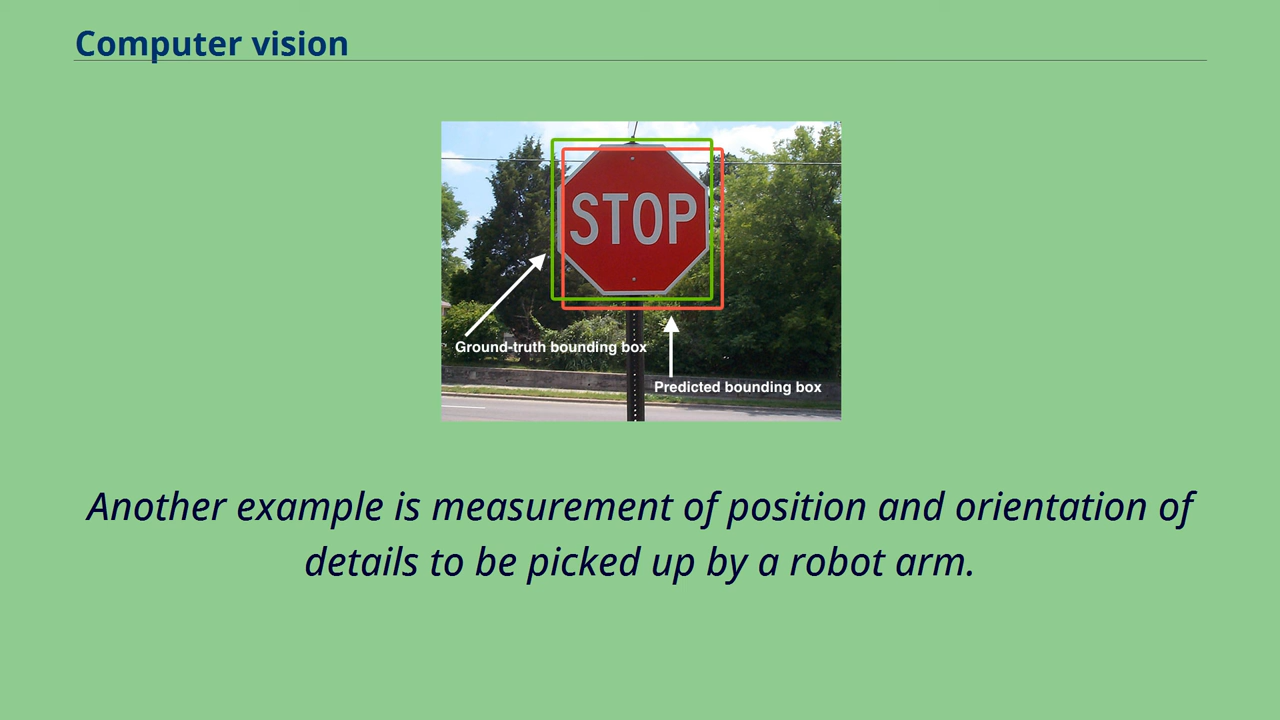 Computer vision
STOP
Ground-truth bounding box
Predicted bounding box
Another example is measurement of position and orientation of
details to be picked up by a robot arm.